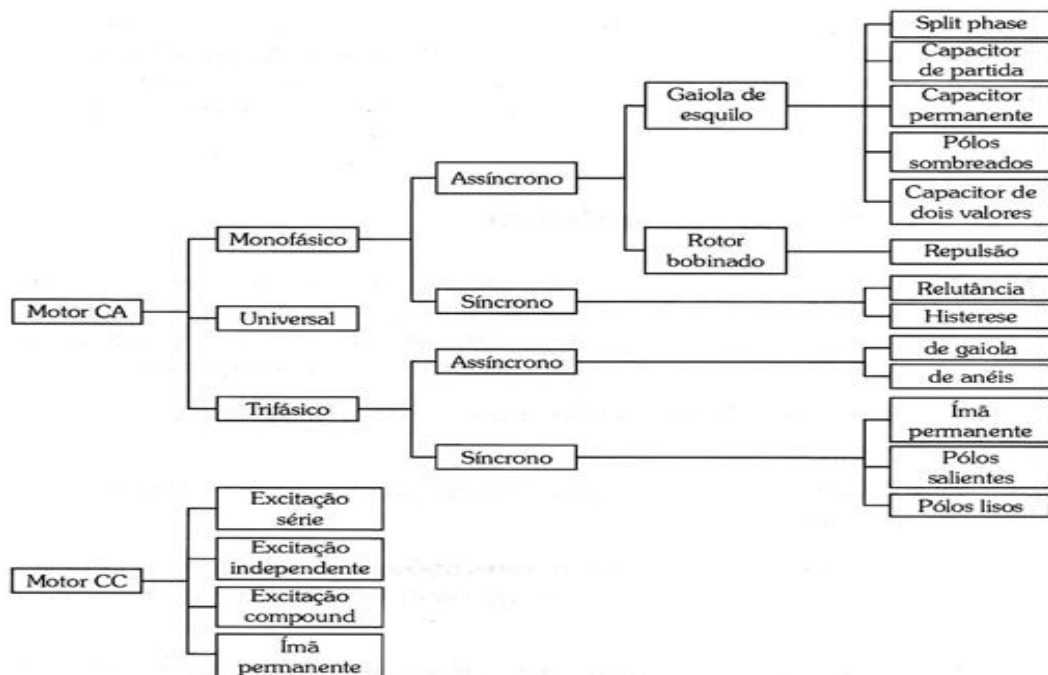 Split phase
Capacitor
de partida
Gaiola de
esquilo
Capacitor
permanente
Pólos
sombreados
Assíncrono
Capacitor de
dois valores
Monofásico
Rotor
bobinado
Repulsão
Motor CA
Universal
Síncrono
Relutância
Histerese
Assíncrono
de gaiola
de anéis
Trifásico
Ímã
permanente
Síncrono
Pólos
salientes
Pólos lisos
Motor CC
Excitação
série
Excitação
independente
Excitação
compound
Ímã
permanente